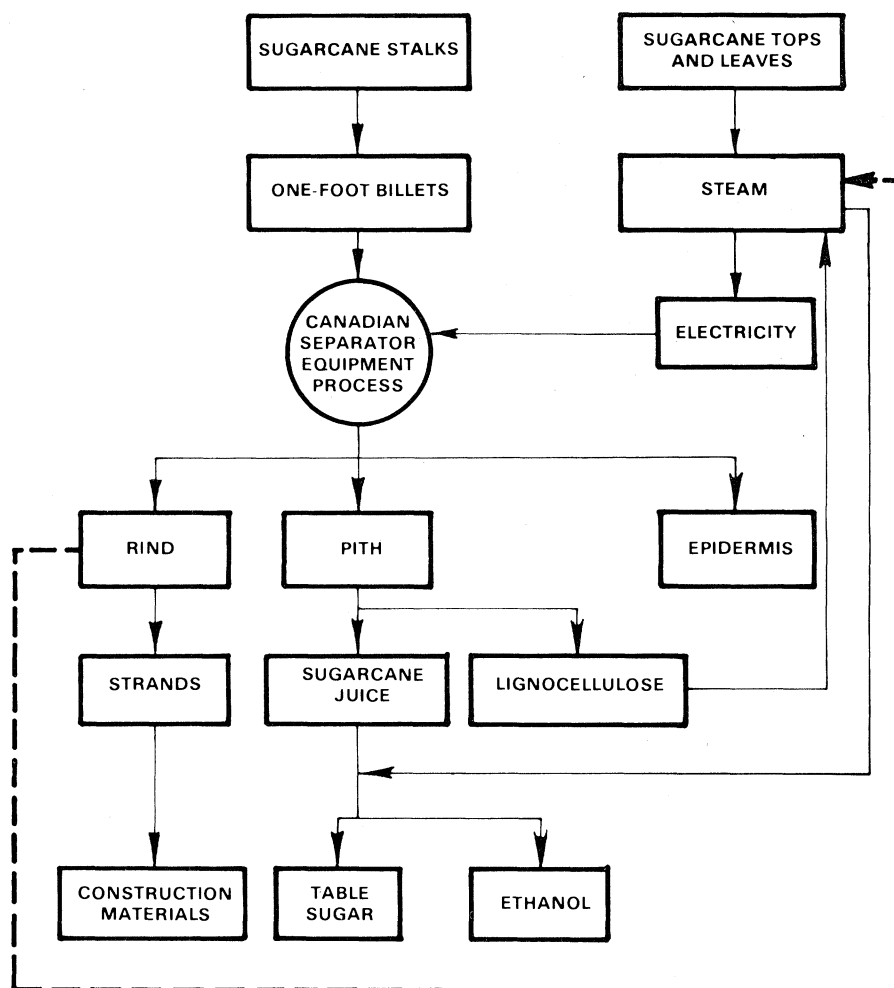 SUGARCANE STALKS
SUGARCANE TOPS
AND LEAVES
ONE-FOOT BILLETS
STEAM
CANADIAN
SEPARATOR
EQUIPMENT
PROCESS
ELECTRICITY
RIND
PITH
EPIDERMIS
STRANDS
SUGARCANE
JUICE
LIGNOCELLULOSE
CONSTRUCTION
MATERIALS
TABLE
SUGAR
ETHANOL